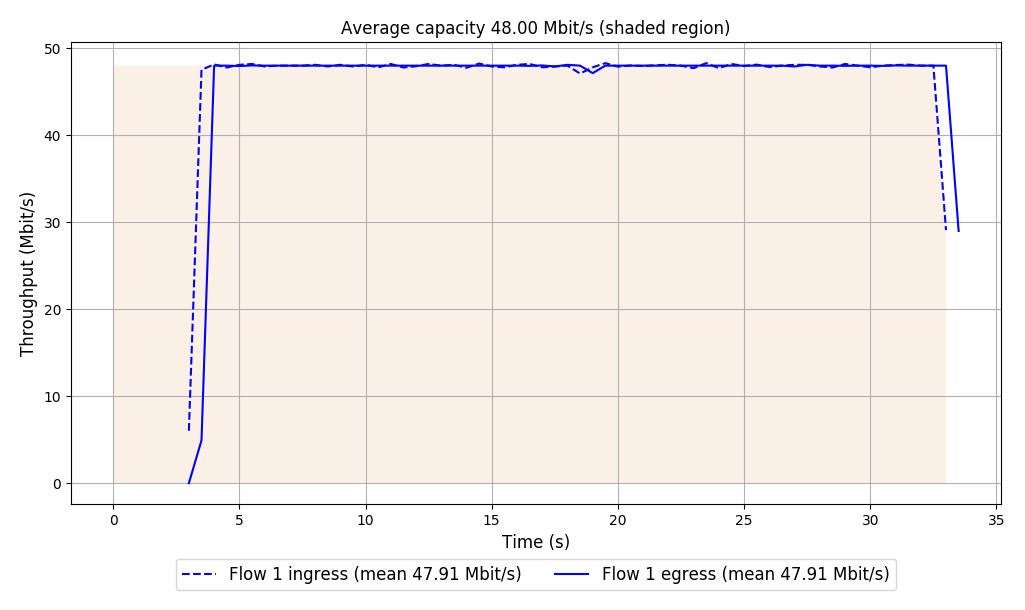 Average capacity 48.00 Mbit/s (shaded region)
50
40
30
20
10
0
Throughput (Mbit/s)
0 5 10 15 20 25 30 35
Time (s)
Flow 1 ingress (mean 47.91 Mbit/s) Flow 1 egress (mean 47.91 Mbit/s)